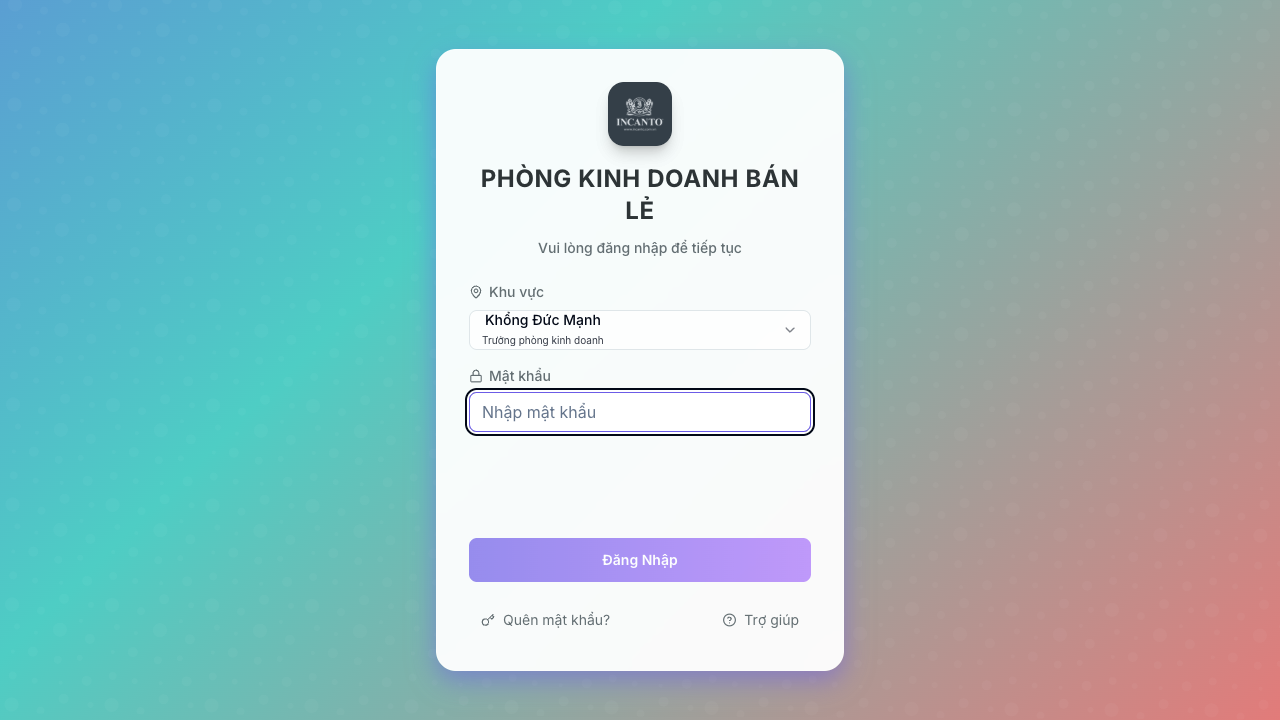 INCANTO
PHÒNG KINH DOANH BÁN
LẺ
Vui lòng đăng nhập để tiếp tục
Khu vực
Khổng Đức Mạnh
Trưởng phòng kinh doanh
Mật khẩu
Nhập mật khẩu
Đăng Nhập
Quên mật khẩu?
Trợ giúp